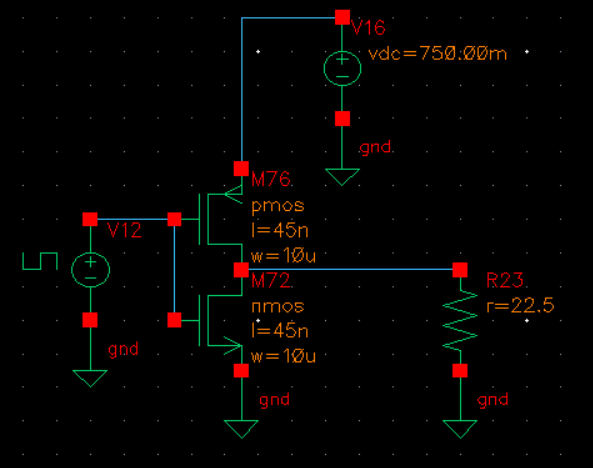 V16
vdc=750.00m
gnd
M76
pmos
l=45n
w=10u
V12
M72
nmos
l=45n
w=10u
R23
r=22.5
gnd
gnd
gnd